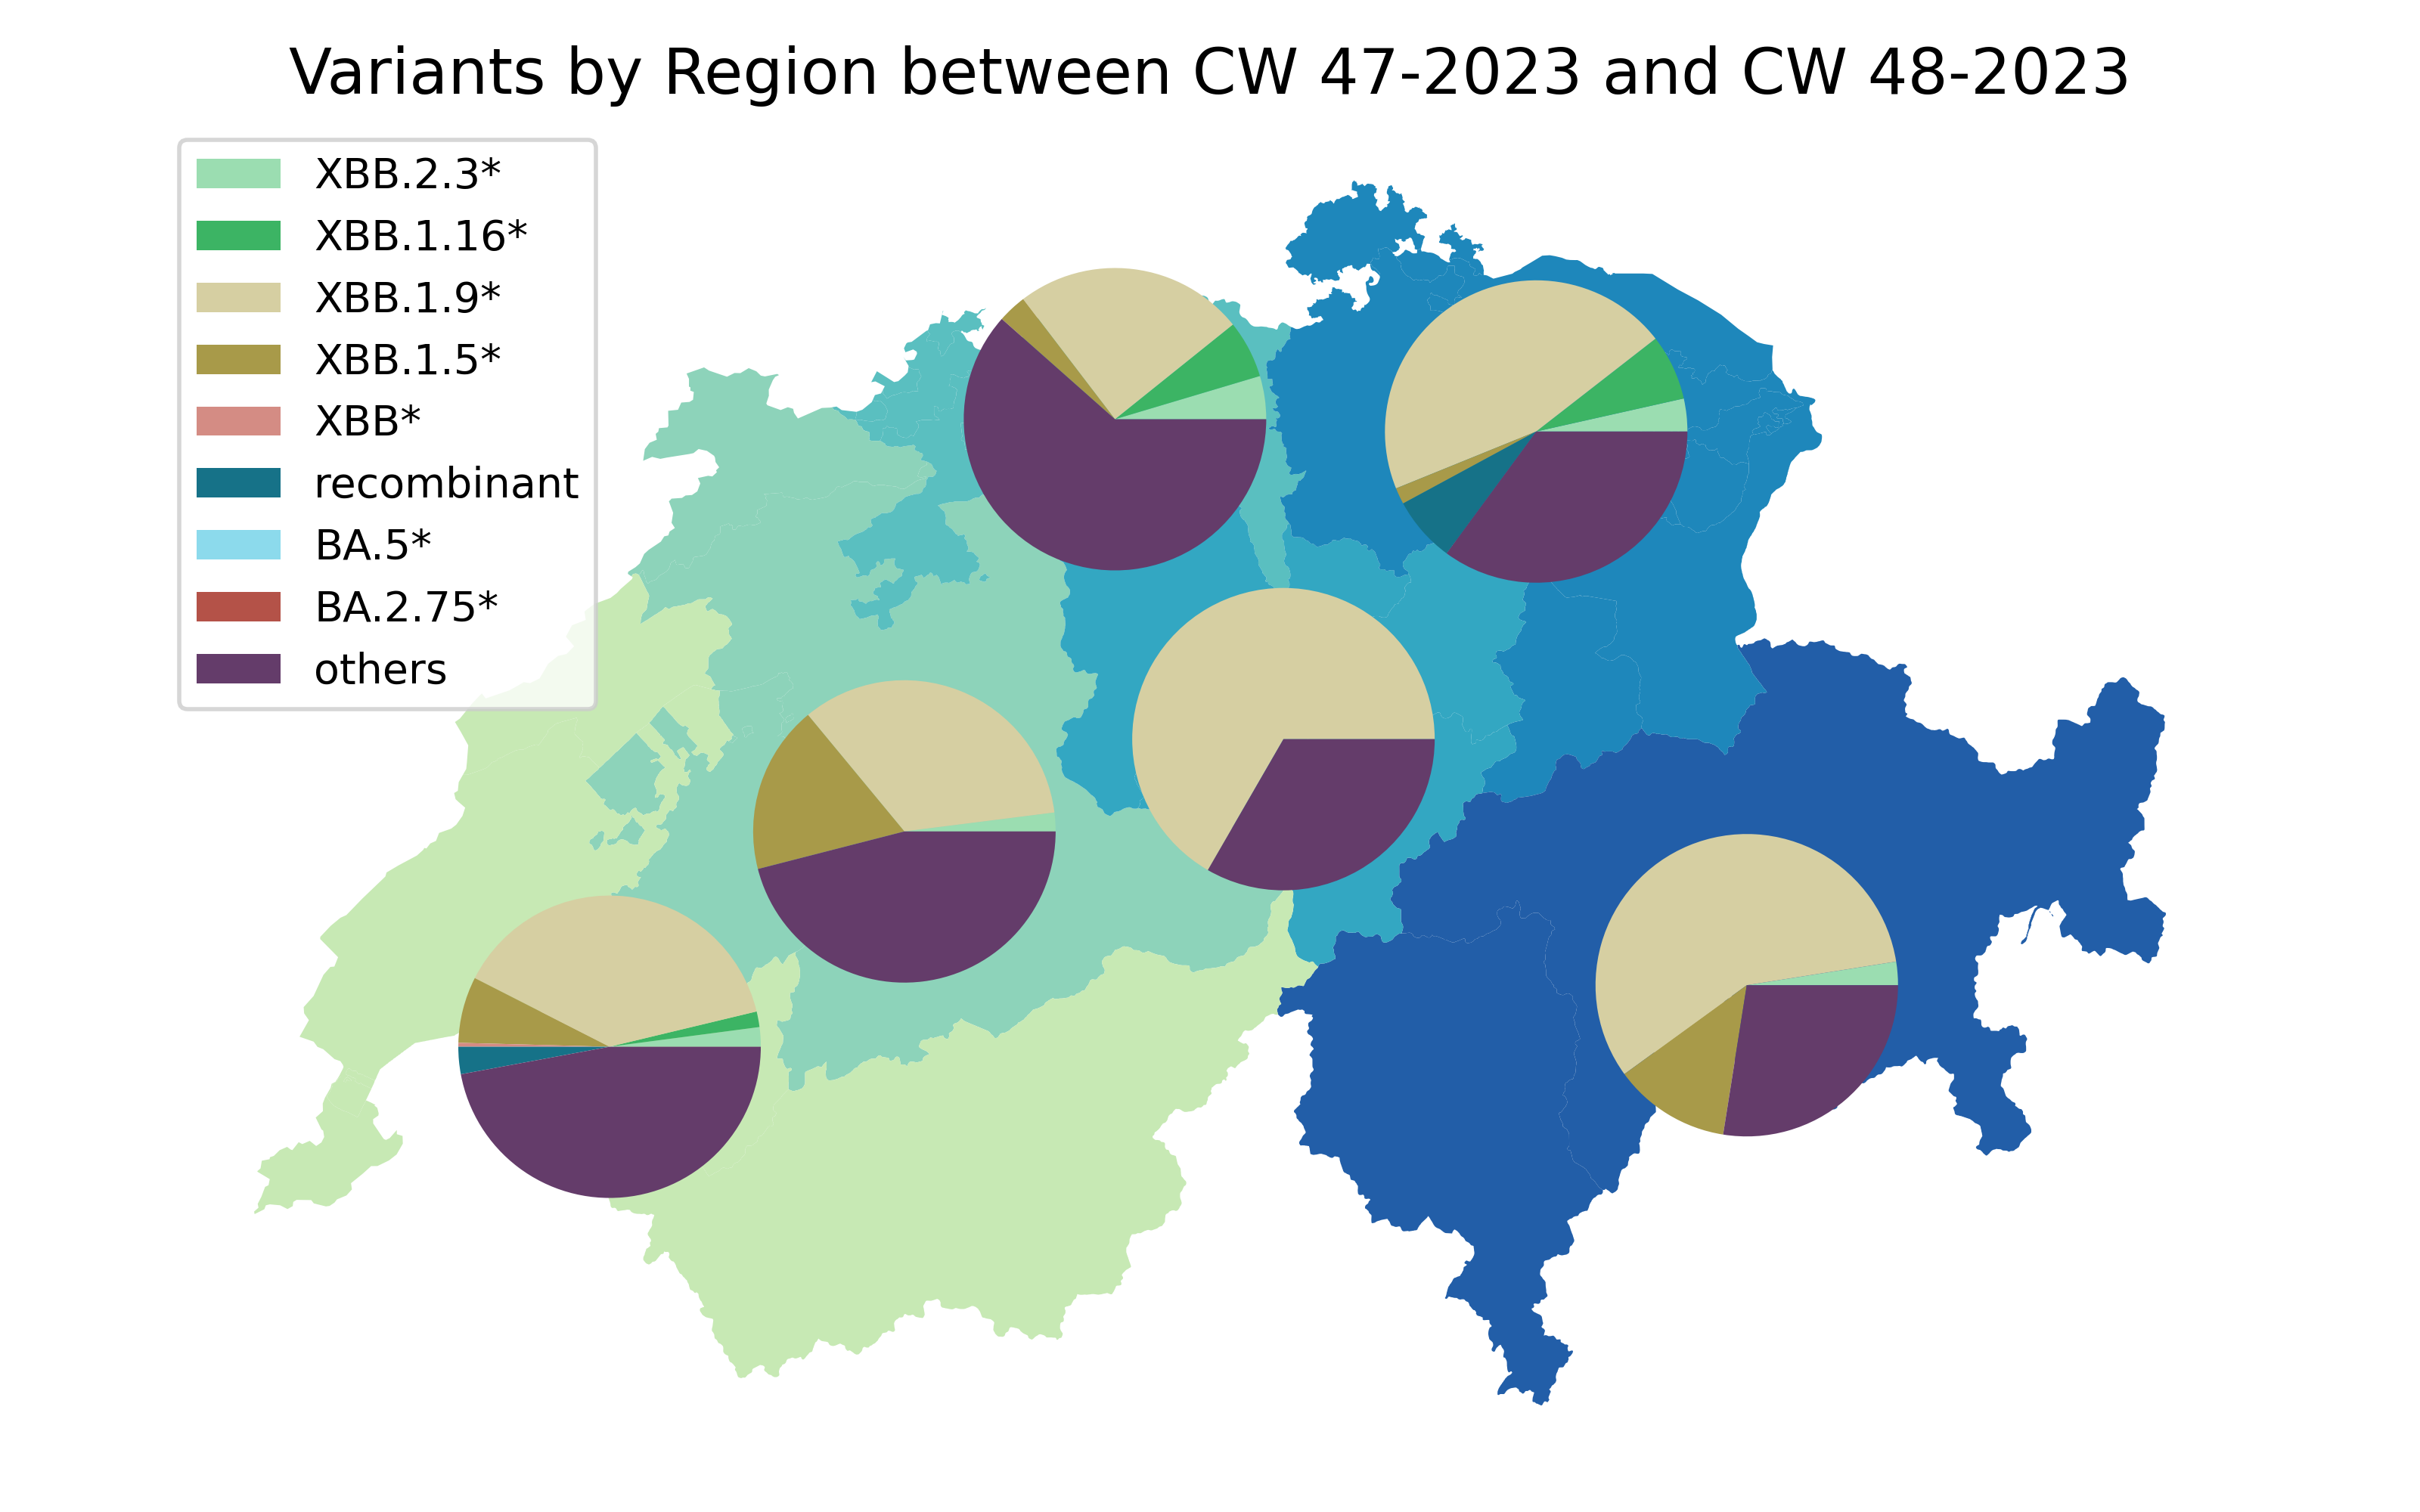 Variants by Region between CW 47-2023 and CW 48-2023
XBB.2.3*
XBB.1.16*
XBB.1.9*
XBB.1.5*
XBB*
recombinant
BA.5*
BA.2.75*
others